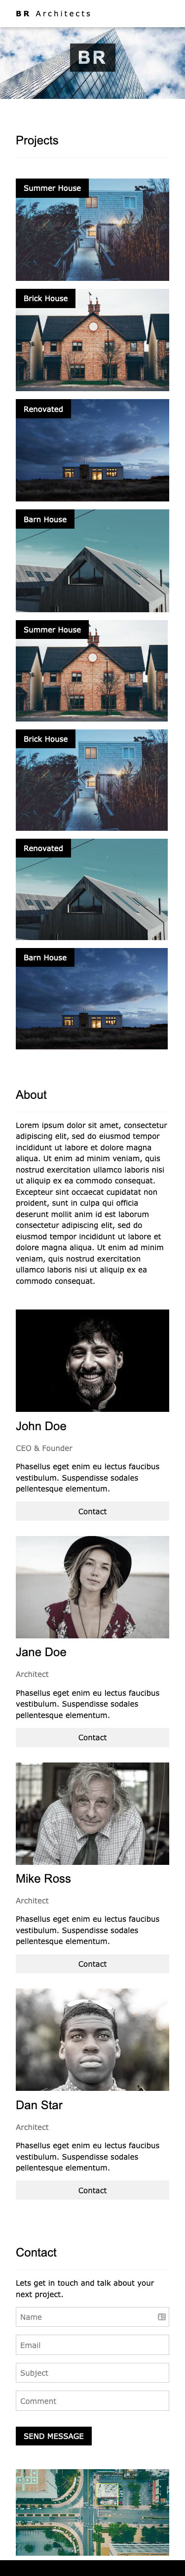 BR Architects
BR
Projects
Summer House
Brick House
Renovated
Barn House
Summer House
Brick House
Renovated
Barn House
About
Lorem ipsum dolor sit amet, consectetur
adipiscing elit, sed do eiusmod tempor
incididunt ut labore et dolore magna
aliqua. Ut enim ad minim veniam, quis
nostrud exercitation ullamco laboris nisi
ut aliquip ex ea commodo consequat.
Excepteur sint occaecat cupidatat non
proident, sunt in culpa qui officia
deserunt mollit anim id est laborum
consectetur adipiscing elit, sed do
eiusmod tempor incididunt ut labore et
dolore magna aliqua. Ut enim ad minim
veniam, quis nostrud exercitation
ullamco laboris nisi ut aliquip ex ea
commodo consequat.
John Doe
CEO & Founder
Phasellus eget enim eu lectus faucibus
vestibulum. Suspendisse sodales
pellentesque elementum.
Contact
Jane Doe
Architect
Phasellus eget enim eu lectus faucibus
vestibulum. Suspendisse sodales
pellentesque elementum.
Contact
Mike Ross
Architect
Phasellus eget enim eu lectus faucibus
vestibulum. Suspendisse sodales
pellentesque elementum.
Contact
Dan Star
Architect
Phasellus eget enim eu lectus faucibus
vestibulum. Suspendisse sodales
pellentesque elementum.
Contact
Contact
Lets get in touch and talk about your
next project.
Name
Email
Subject
Comment
SEND MESSAGE